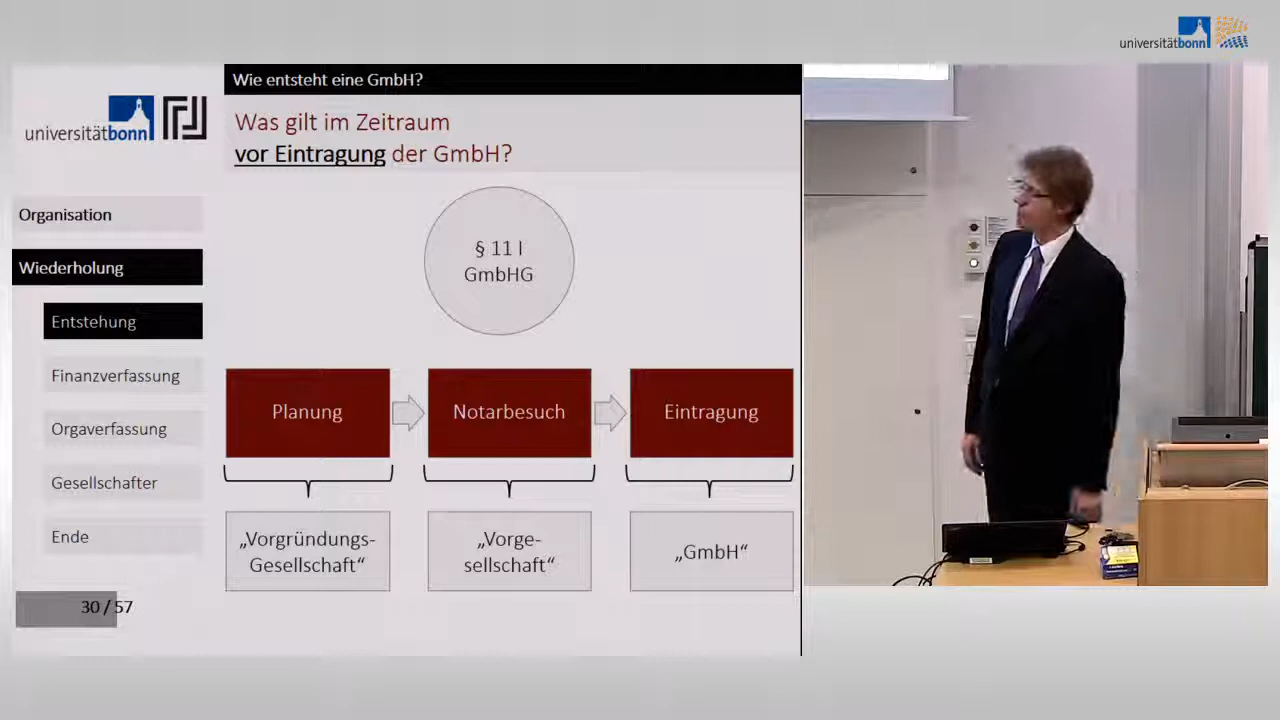 universitätbonn
Wie entsteht eine GmbH?
universitätbonn
Was gilt im Zeitraum
vor Eintragung der GmbH?
Organisation
Wiederholung
Entstehung
Finanzverfassung
Orgaverfassung
Gesellschafter
Ende
30 / 57
§ 11 I
GmbHG
Planung
Notarbesuch
Eintragung
„Vorgründungs-
Gesellschaft“
„Vorge-
sellschaft“
„GmbH“